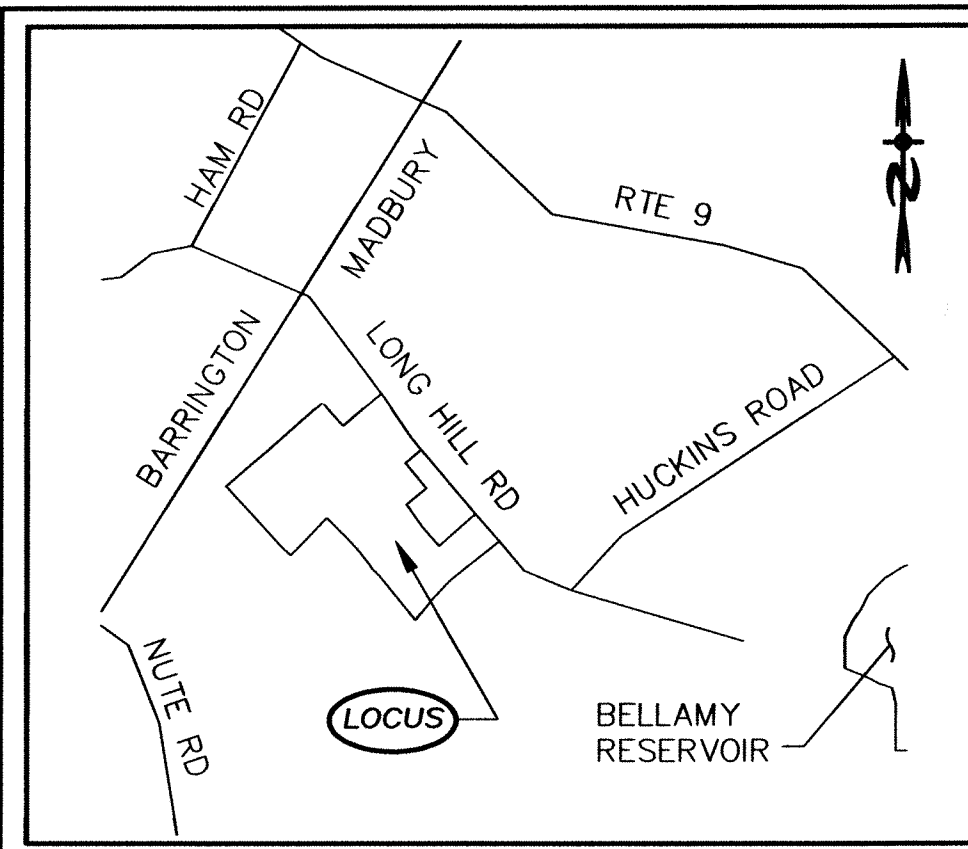 HAM RD
MADBURY
RTE 9
N
BARRINGTON
LONG HILL RD
HUCKINS ROAD
NUTE RD
LOCUS
BELLAMY
RESERVOIR